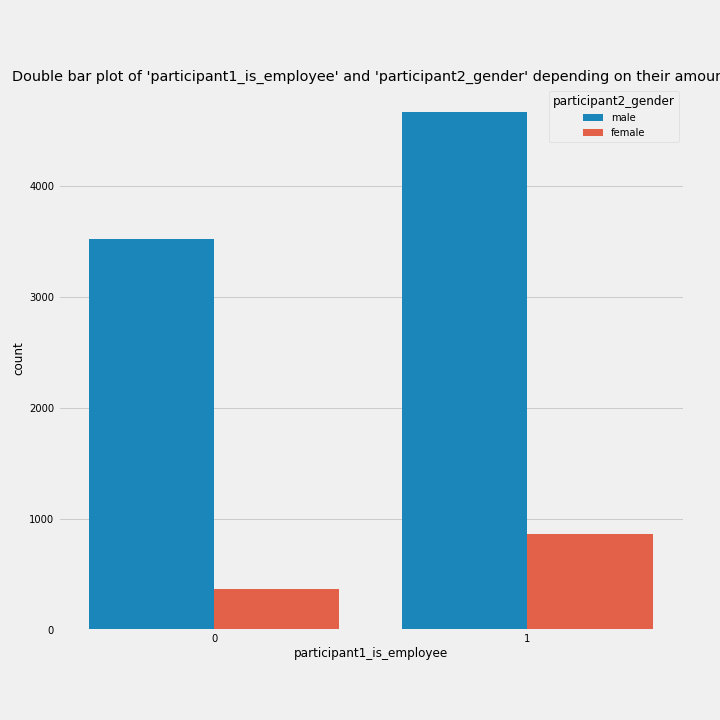 Double bar plot of 'participant1_is_employee' and 'participant2_gender' depending on their amour
participant2_gender
male
female
4000
3000
2000
1000
0
count
0 1
participant1_is_employee